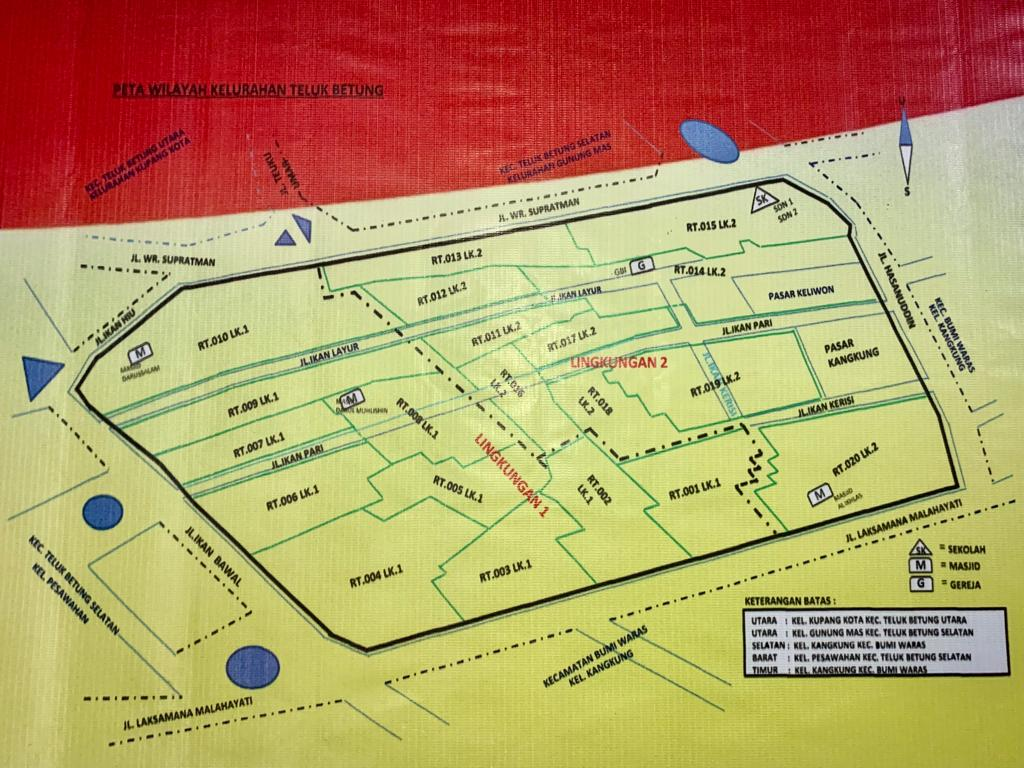 PETA WILAYAH KELURAHAN TELUK BETUNG
KEC. TELUK BETUNG UTARA
KELURAHAN KUPANG KOTA
JL. TEUKU
UMAR
KEC. TELUK BETUNG SELATAN
KELURAHAN GUNUNG MAS
U
S
JL. WR. SUPRATMAN
JL. WR. SUPRATMAN
SK
SDN 1
SDN 2
RT.015 LK.2
RT.013 LK.2
GBI
G
RT.014 LK.2
RT.012 LK.2
JL.IKAN LAYUR
PASAR KELIWON
JL. HASANUDDIN
KEC. BUMI WARAS
KEL. KANGKUNG
JL.IKAN HIU
RT.010 LK.1
RT.011 LK.2
RT.017 LK.2
JL.IKAN PARI
M
MASJID
DARUSSALAM
JL.IKAN LAYUR
LINGKUNGAN 2
PASAR
KANGKUNG
RT.016
LK.2
RT.018
LK.2
RT.019 LK.2
JL.IKAN KERISI
RT.009 LK.1
M
RT.008 LK.1
JL.IKAN KERISI
RT.007 LK.1
JL.IKAN PARI
LINGKUNGAN 1
RT.006 LK.1
RT.005 LK.1
RT.002
LK.1
RT.001 LK.1
RT.020 LK.2
M
MASJID
AL IKHLAS
JL. LAKSAMANA MALAHAYATI
JL.IKAN BAWAL
RT.004 LK.1
RT.003 LK.1
KEC. TELUK BETUNG SELATAN
KEL. PESAWAHAN
SK = SEKOLAH
M = MASJID
G = GEREJA
KECAMATAN BUMI WARAS
KEL. KANGKUNG
JL. LAKSAMANA MALAHAYATI
KETERANGAN BATAS :
UTARA : KEL. KUPANG KOTA KEC. TELUK BETUNG UTARA
UTARA : KEL. GUNUNG MAS KEC. TELUK BETUNG SELATAN
SELATAN : KEL. KANGKUNG KEC. BUMI WARAS
BARAT : KEL. PESAWAHAN KEC. TELUK BETUNG SELATAN
TIMUR : KEL. KANGKUNG KEC. BUMI WARAS